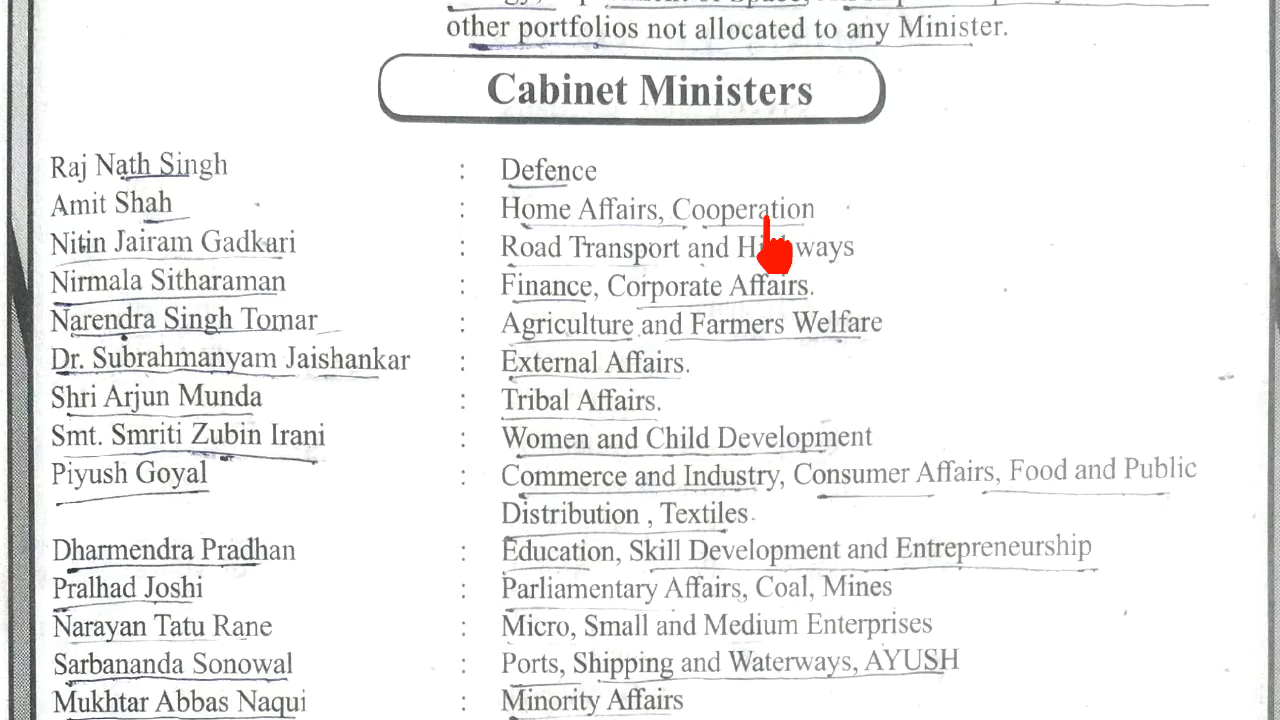 other portfolios not allocated to any Minister.
Cabinet Ministers
Raj Nath Singh : Defence
Amit Shah : Home Affairs, Cooperation
Nitin Jairam Gadkari : Road Transport and Highways
Nirmala Sitharaman : Finance, Corporate Affairs.
Narendra Singh Tomar : Agriculture and Farmers Welfare
Dr. Subrahmanyam Jaishankar : External Affairs.
Shri Arjun Munda : Tribal Affairs.
Smt. Smriti Zubin Irani : Women and Child Development
Piyush Goyal : Commerce and Industry, Consumer Affairs, Food and Public
Distribution , Textiles.
Dharmendra Pradhan : Education, Skill Development and Entrepreneurship
Pralhad Joshi : Parliamentary Affairs, Coal, Mines
Narayan Tatu Rane : Micro, Small and Medium Enterprises
Sarbananda Sonowal : Ports, Shipping and Waterways, AYUSH
Mukhtar Abbas Naqui : Minority Affairs